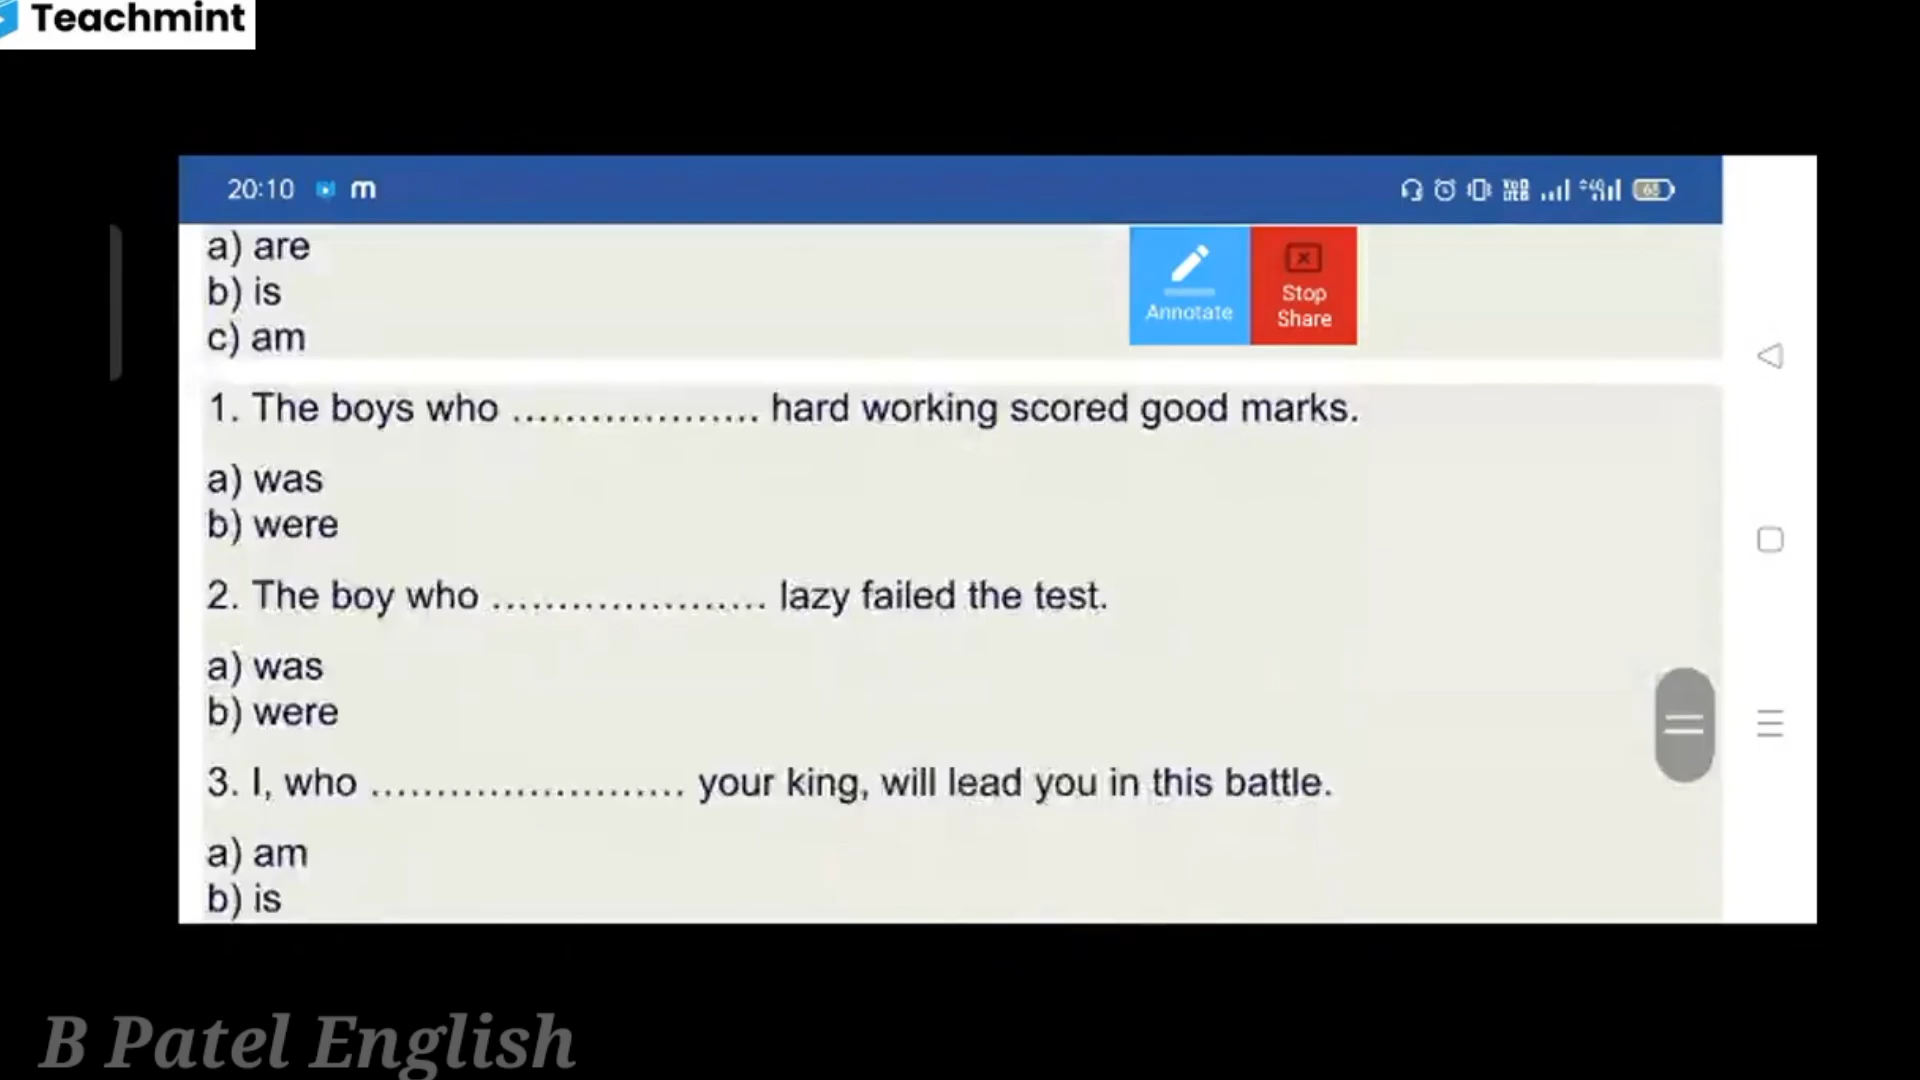 Teachmint
20:10 m
a) are
b) is
c) am
Annotate
Stop
Share
1. The boys who ................... hard working scored good marks.
a) was
b) were
2. The boy who ..................... lazy failed the test.
a) was
b) were
3. I, who ........................ your king, will lead you in this battle.
a) am
b) is
B Patel English